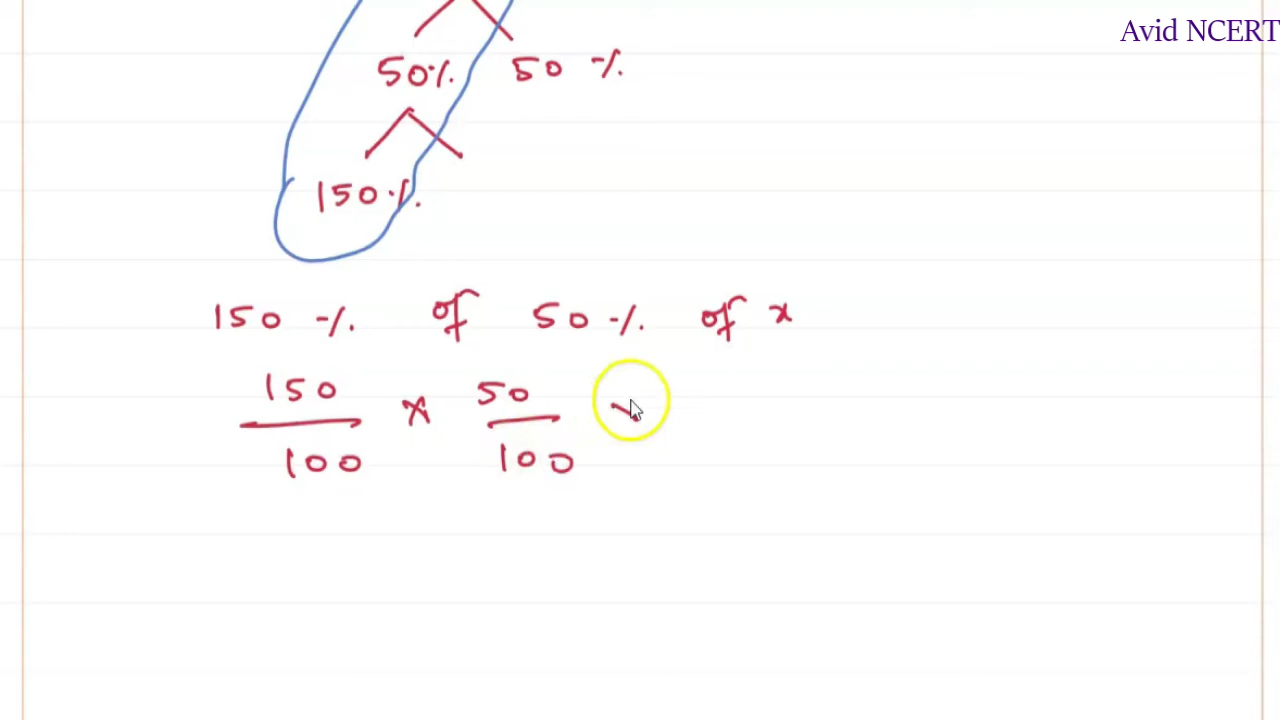 Avid NCERT
50% 50 %
150%
150 % of 50 % of x
150 × 50
100 100